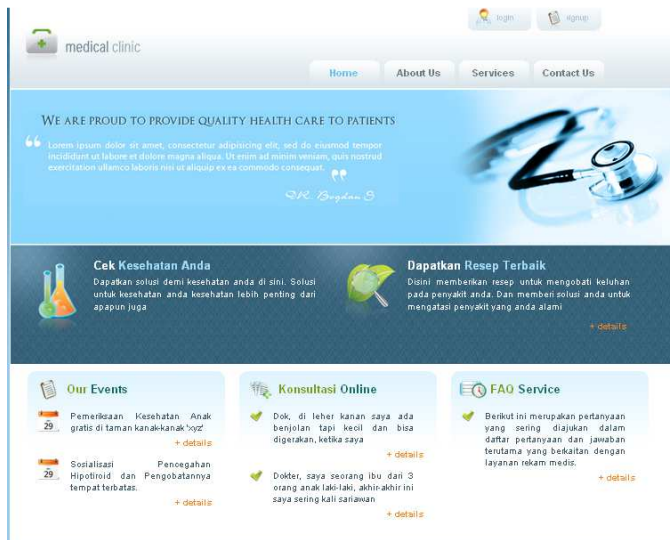 login signup
medical clinic
Home About Us Services Contact Us
WE ARE PROUD TO PROVIDE QUALITY HEALTH CARE TO PATIENTS
“ Lorem ipsum dolor sit amet, consectetur adipisicing elit, sed do eiusmod tempor
incididunt ut labore et dolore magna aliqua. Ut enim ad minim veniam, quis nostrud
exercitation ullamco laboris nisi ut aliquip ex ea commodo consequat. ”
DR. Bogdan S
Cek Kesehatan Anda
Dapatkan solusi demi kesehatan anda di sini. Solusi
untuk kesehatan anda kesehatan lebih penting dari
apapun juga
Dapatkan Resep Terbaik
Disini memberikan resep untuk mengobati keluhan
pada penyakit anda. Dan memberi solusi anda untuk
mengatasi penyakit yang anda alami
+ details
Our Events
29
Pemeriksaan Kesehatan Anak
gratis di taman kanak-kanak 'xyz'
+ details
29
Sosialisasi Pencegahan
Hipotiroid dan Pengobatannya
tempat terbatas.
+ details
Konsultasi Online
Dok, di leher kanan saya ada
benjolan tapi kecil dan bisa
digerakan, ketika saya
+ details
Dokter, saya seorang ibu dari 3
orang anak laki-laki, akhir-akhir ini
saya sering kali sariawan
+ details
FAQ Service
Berikut ini merupakan pertanyaan
yang sering diajukan dalam
daftar pertanyaan dan jawaban
terutama yang berkaitan dengan
layanan rekam medis.
+ details